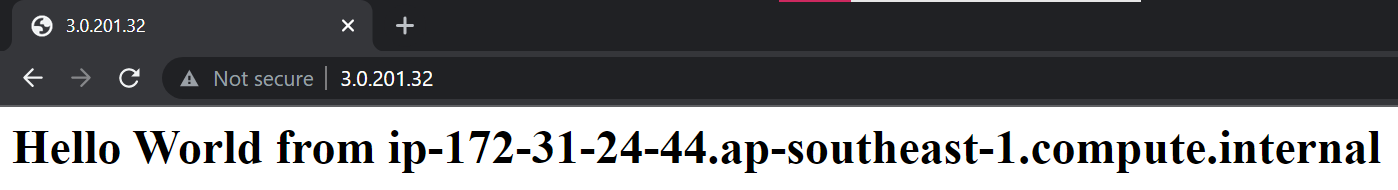 3.0.201.32
Not secure 3.0.201.32
Hello World from ip-172-31-24-44.ap-southeast-1.compute.internal